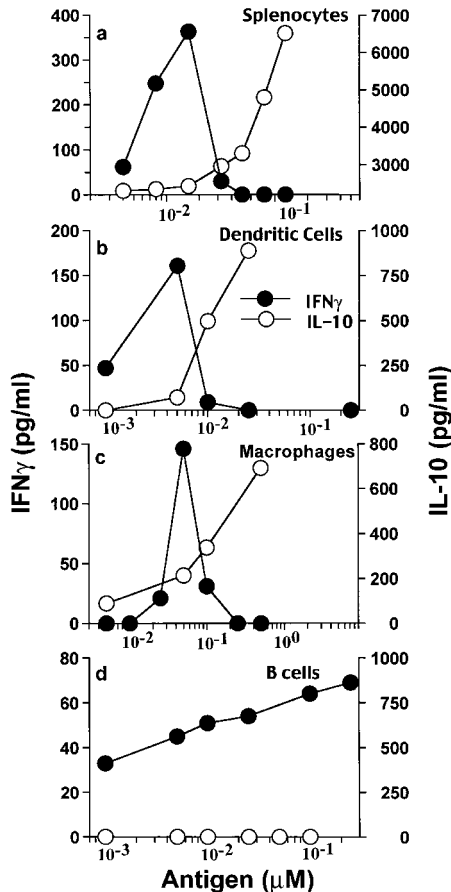 a Splenocytes
400 7000
300 6000
200 5000
100 4000
0 3000
10⁻² 10⁻¹
b Dendritic Cells
200 1000
150 750
100 500
50 250
0 0
IFNγ
IL-10
10⁻³ 10⁻² 10⁻¹
c Macrophages
150 800
100 600
50 400
0 200
0
10⁻² 10⁻¹ 10⁰
d B cells
80 1000
60 750
40 500
20 250
0 0
10⁻³ 10⁻² 10⁻¹
IFNγ (pg/ml)
IL-10 (pg/ml)
Antigen (μM)